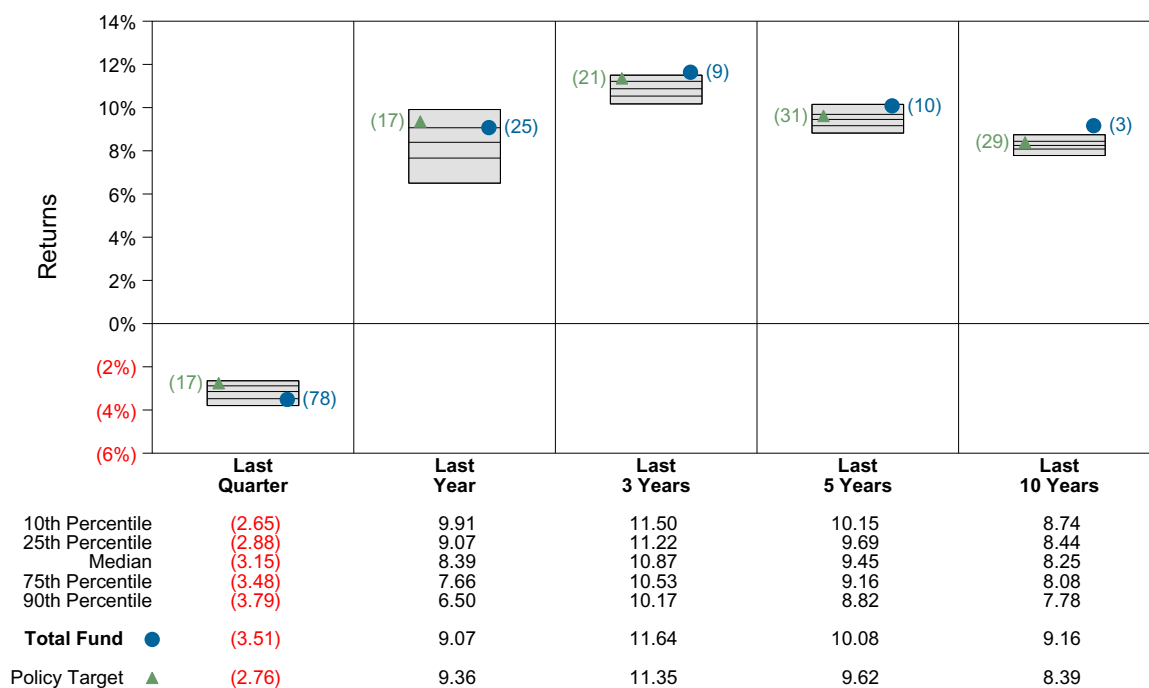 14%
12%
10%
8%
6%
4%
2%
0%
(2%)
(4%)
(6%)
Returns
(17)
(78)
(17)
(25)
(21)
(9)
(31)
(10)
(29)
(3)
Last Last Last Last Last
Quarter Year 3 Years 5 Years 10 Years
10th Percentile (2.65) 9.91 11.50 10.15 8.74
25th Percentile (2.88) 9.07 11.22 9.69 8.44
Median (3.15) 8.39 10.87 9.45 8.25
75th Percentile (3.48) 7.66 10.53 9.16 8.08
90th Percentile (3.79) 6.50 10.17 8.82 7.78
Total Fund (3.51) 9.07 11.64 10.08 9.16
Policy Target (2.76) 9.36 11.35 9.62 8.39